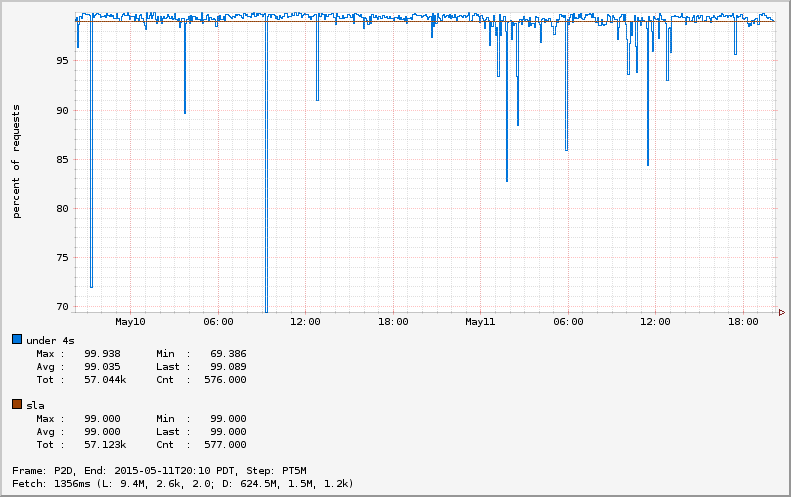 percent of requests
95
90
85
80
75
70
May10 06:00 12:00 18:00 May11 06:00 12:00 18:00
under 4s
Max : 99.938 Min : 69.386
Avg : 99.035 Last : 99.089
Tot : 57.044k Cnt : 576.000
sla
Max : 99.000 Min : 99.000
Avg : 99.000 Last : 99.000
Tot : 57.123k Cnt : 577.000
Frame: P2D, End: 2015-05-11T20:10 PDT, Step: PT5M
Fetch: 1356ms (L: 9.4M, 2.6k, 2.0; D: 624.5M, 1.5M, 1.2k)